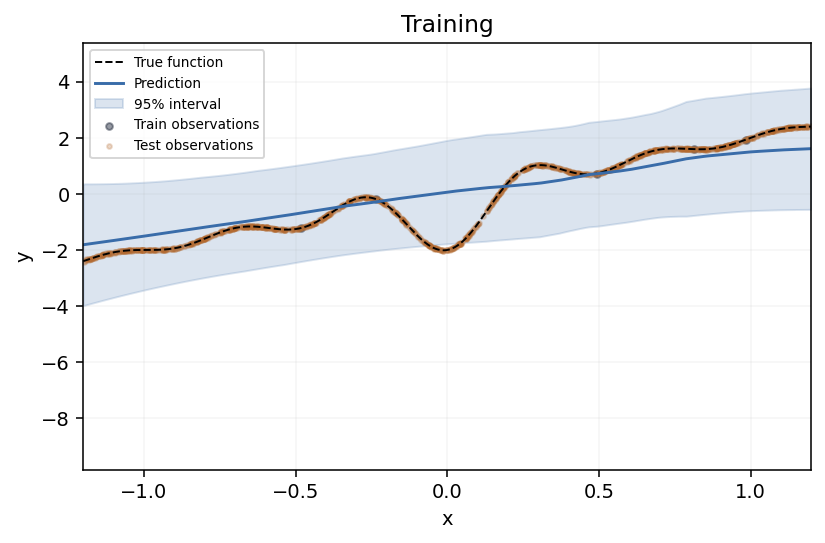 Training
True function
Prediction
95% interval
Train observations
Test observations
4
2
0
−2
−4
−6
−8
y
−1.0
−0.5
0.0
0.5
1.0
x